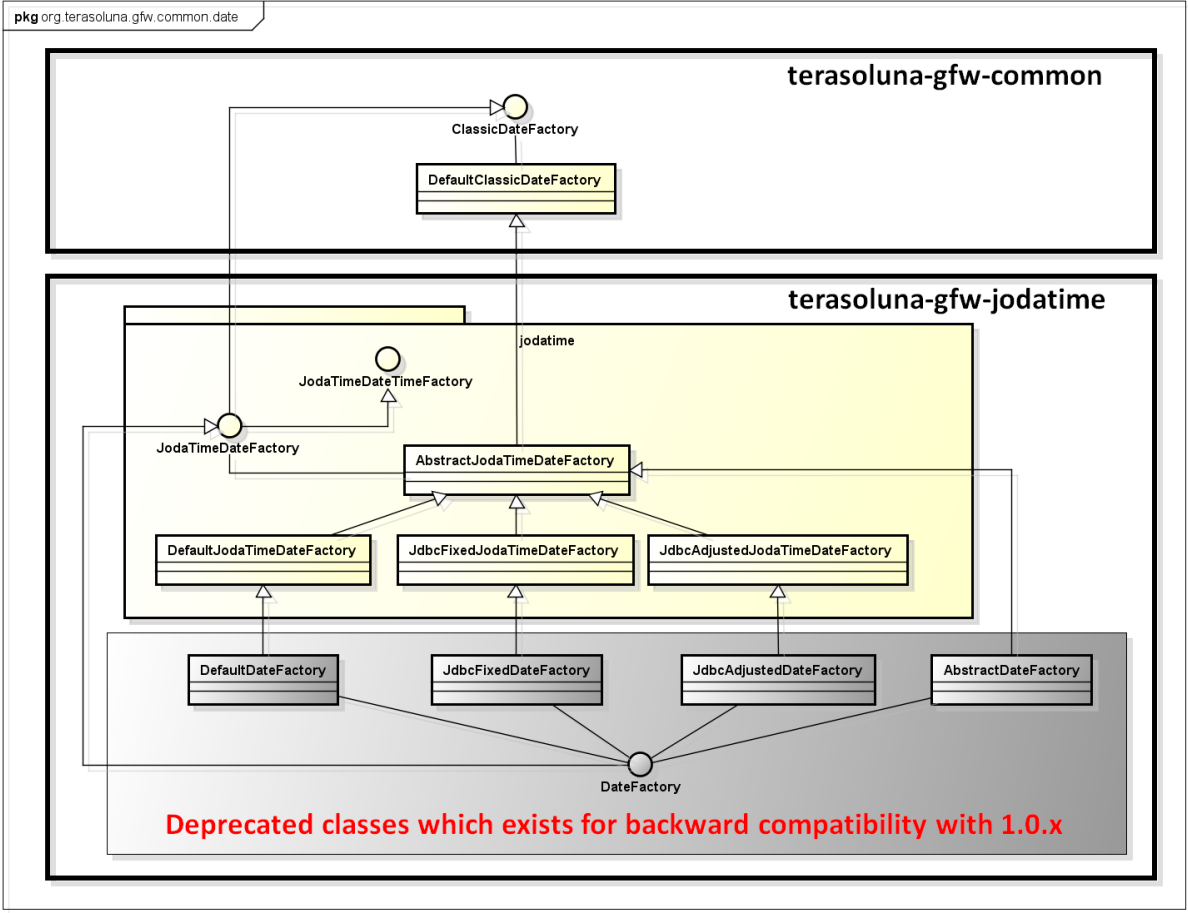 pkg org.terasoluna.gfw.common.date
terasoluna-gfw-common
ClassicDateFactory
DefaultClassicDateFactory
terasoluna-gfw-jodatime
jodatime
JodaTimeDateTimeFactory
JodaTimeDateFactory
AbstractJodaTimeDateFactory
DefaultJodaTimeDateFactory
JdbcFixedJodaTimeDateFactory
JdbcAdjustedJodaTimeDateFactory
DefaultDateFactory
JdbcFixedDateFactory
JdbcAdjustedDateFactory
AbstractDateFactory
DateFactory
Deprecated classes which exists for backward compatibility with 1.0.x